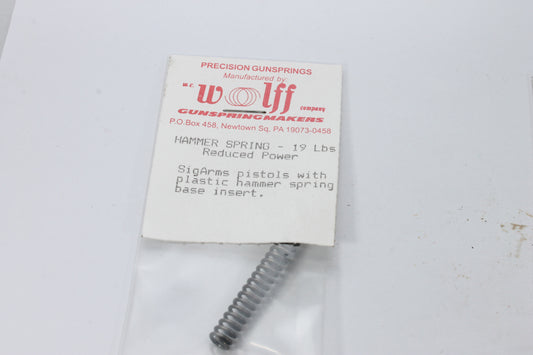 PRECISION GUNSPRINGS
Manufactured by
W.C. Wolff company
GUNSPRINGMAKERS
P.O.Box 458, Newtown Sq. PA 19073-0458
HAMMER SPRING - 19 Lbs
Reduced Power
SigArms pistols with
plastic hammer spring
base insert.